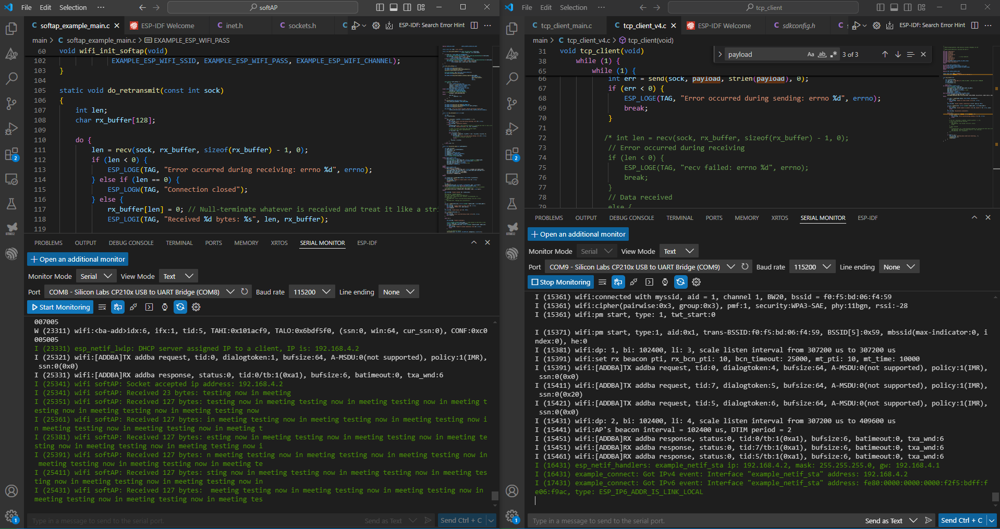 File Edit Selection ··· softAP
softap_example_main.c ESP-IDF Welcome inet.h sockets.h ESP-IDF: Search Error Hint
main > softap_example_main.c > EXAMPLE_ESP_WIFI_PASS
60 void wifi_init_softap(void)
102 EXAMPLE_ESP_WIFI_SSID, EXAMPLE_ESP_WIFI_PASS, EXAMPLE_ESP_WIFI_CHANNEL);
103 }
104
105 static void do_retransmit(const int sock)
106 {
107 int len;
108 char rx_buffer[128];
109
110 do {
111 len = recv(sock, rx_buffer, sizeof(rx_buffer) - 1, 0);
112 if (len < 0) {
113 ESP_LOGE(TAG, "Error occurred during receiving: errno %d", errno);
114 } else if (len == 0) {
115 ESP_LOGW(TAG, "Connection closed");
116 } else {
117 rx_buffer[len] = 0; // Null-terminate whatever is received and treat it like a stri
118 ESP_LOGI(TAG, "Received %d bytes: %s", len, rx_buffer);
119
PROBLEMS OUTPUT DEBUG CONSOLE TERMINAL PORTS MEMORY XRTOS SERIAL MONITOR ESP-IDF
Open an additional monitor
Monitor Mode Serial View Mode Text
Port COM8 - Silicon Labs CP210x USB to UART Bridge (COM8) Baud rate 115200 Line ending None
Start Monitoring
007005
W (23311) wifi:<ba-add>idx:6, ifx:1, tid:5, TAHI:0x101acf9, TALO:0x6bdf5f0, (ssn:0, win:64, cur_ssn:0), CONF:0xc0
005005
I (23331) esp_netif_lwip: DHCP server assigned IP to a client, IP is: 192.168.4.2
I (25321) wifi:[ADDBA]TX addba request, tid:0, dialogtoken:1, bufsize:64, A-MSDU:0(not supported), policy:1(IMR),
ssn:0(0x0)
I (25331) wifi:[ADDBA]RX addba response, status:0, tid:0/tb:1(0xa1), bufsize:6, batimeout:0, txa_wnd:6
I (25341) wifi softAP: Socket accepted ip address: 192.168.4.2
I (25341) wifi softAP: Received 23 bytes: testing now in meeting
I (25351) wifi softAP: Received 127 bytes: testing now in meeting testing now in meeting testing now in meeting t
esting now in meeting testing now in meeting testing now
I (25361) wifi softAP: Received 127 bytes: in meeting testing now in meeting testing now in meeting testing now i
n meeting testing now in meeting testing now in meeting t
I (25381) wifi softAP: Received 127 bytes: esting now in meeting testing now in meeting testing now in meeting te
sting now in meeting testing now in meeting testing now i
I (25391) wifi softAP: Received 127 bytes: n meeting testing now in meeting testing now in meeting testing now in
meeting testing now in meeting testing now in meeting te
I (25411) wifi softAP: Received 127 bytes: sting now in meeting testing now in meeting testing now in meeting tes
ting now in meeting testing now in meeting testing now in
I (25431) wifi softAP: Received 127 bytes: meeting testing now in meeting testing now in meeting testing now in
meeting testing now in meeting testing now in meeting tes
Type in a message to send to the serial port. Send as Text Send Ctrl + C
File Edit Selection ··· tcp_client
tcp_client_main.c tcp_client_v4.c ESP-IDF Welcome sdkconfig.h ESP-IDF: Search Error Hint
main > tcp_client_v4.c > tcp_client(void)
payload Aa ab 3 of 3
31 void tcp_client(void)
38 while (1) {
65 while (1) {
66 int err = send(sock, payload, strlen(payload), 0);
67 if (err < 0) {
68 ESP_LOGE(TAG, "Error occurred during sending: errno %d", errno);
69 break;
70 }
71
72 /* int len = recv(sock, rx_buffer, sizeof(rx_buffer) - 1, 0);
73 // Error occurred during receiving
74 if (len < 0) {
75 ESP_LOGE(TAG, "recv failed: errno %d", errno);
76 break;
77 }
78 // Data received
79 else {
PROBLEMS OUTPUT DEBUG CONSOLE TERMINAL PORTS MEMORY XRTOS SERIAL MONITOR ESP-IDF
Open an additional monitor
Monitor Mode Serial View Mode Text
Port COM9 - Silicon Labs CP210x USB to UART Bridge (COM9) Baud rate 115200 Line ending None
Stop Monitoring
I (15361) wifi:connected with myssid, aid = 1, channel 1, BW20, bssid = f0:f5:bd:06:f4:59
I (15361) wifi:cipher(pairwise:0x3, group:0x3), pmf:1, security:WPA3-SAE, phy:11bgn, rssi:-28
I (15361) wifi:pm start, type: 1, twt_start:0
I (15371) wifi:pm start, type:1, aid:0x1, trans-BSSID:f0:f5:bd:06:f4:59, BSSID[5]:0x59, mbssid(max-indicator:0, i
ndex:0), he:0
I (15381) wifi:dp: 1, bi: 102400, li: 3, scale listen interval from 307200 us to 307200 us
I (15391) wifi:set rx beacon pti, rx_bcn_pti: 10, bcn_timeout: 25000, mt_pti: 10, mt_time: 10000
I (15391) wifi:[ADDBA]TX addba request, tid:0, dialogtoken:4, bufsize:64, A-MSDU:0(not supported), policy:1(IMR),
ssn:0(0x0)
I (15411) wifi:[ADDBA]TX addba request, tid:7, dialogtoken:5, bufsize:64, A-MSDU:0(not supported), policy:1(IMR),
ssn:0(0x20)
I (15421) wifi:[ADDBA]TX addba request, tid:5, dialogtoken:6, bufsize:64, A-MSDU:0(not supported), policy:1(IMR),
ssn:0(0x0)
I (15431) wifi:dp: 2, bi: 102400, li: 4, scale listen interval from 307200 us to 409600 us
I (15441) wifi:AP's beacon interval = 102400 us, DTIM period = 2
I (15451) wifi:[ADDBA]RX addba response, status:0, tid:0/tb:1(0xa1), bufsize:6, batimeout:0, txa_wnd:6
I (15451) wifi:[ADDBA]RX addba response, status:0, tid:7/tb:1(0xa1), bufsize:6, batimeout:0, txa_wnd:6
I (15461) wifi:[ADDBA]RX addba response, status:0, tid:5/tb:1(0xa1), bufsize:6, batimeout:0, txa_wnd:6
I (16431) esp_netif_handlers: example_netif_sta ip: 192.168.4.2, mask: 255.255.255.0, gw: 192.168.4.1
I (16431) example_connect: Got IPv4 event: Interface "example_netif_sta" address: 192.168.4.2
I (17431) example_connect: Got IPv6 event: Interface "example_netif_sta" address: fe80:0000:0000:0000:f2f5:bdff:f
e06:f9ac, type: ESP_IP6_ADDR_IS_LINK_LOCAL
Type in a message to send to the serial port. Send as Text Send Ctrl + C